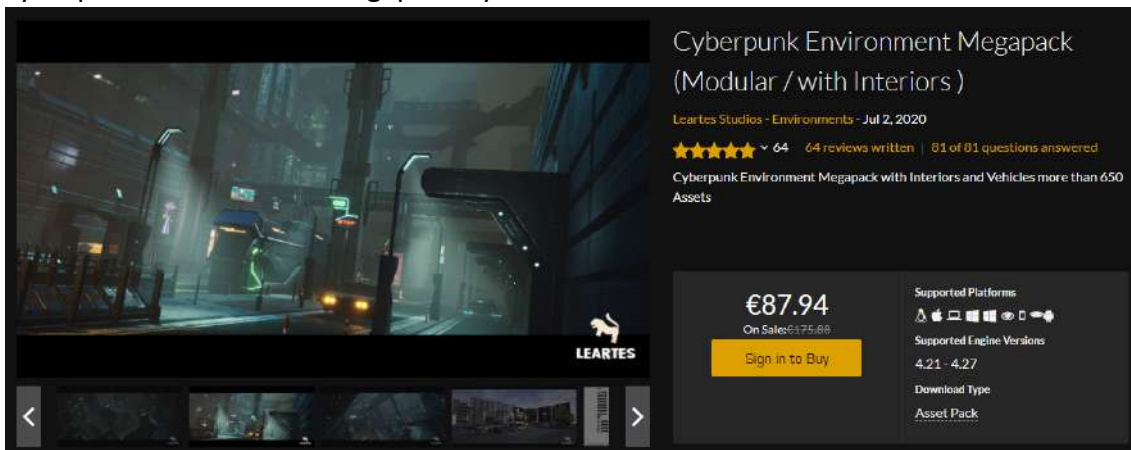 Cyberpunk Environment Megapack
(Modular / with Interiors )
Leartes Studios - Environments - Jul 2, 2020
64 64 reviews written | 81 of 81 questions answered
Cyberpunk Environment Megapack with Interiors and Vehicles more than 650
Assets
€87.94
On Sale:€175.88
Sign in to Buy
Supported Platforms
Supported Engine Versions
4.21 - 4.27
Download Type
Asset Pack
LEARTES